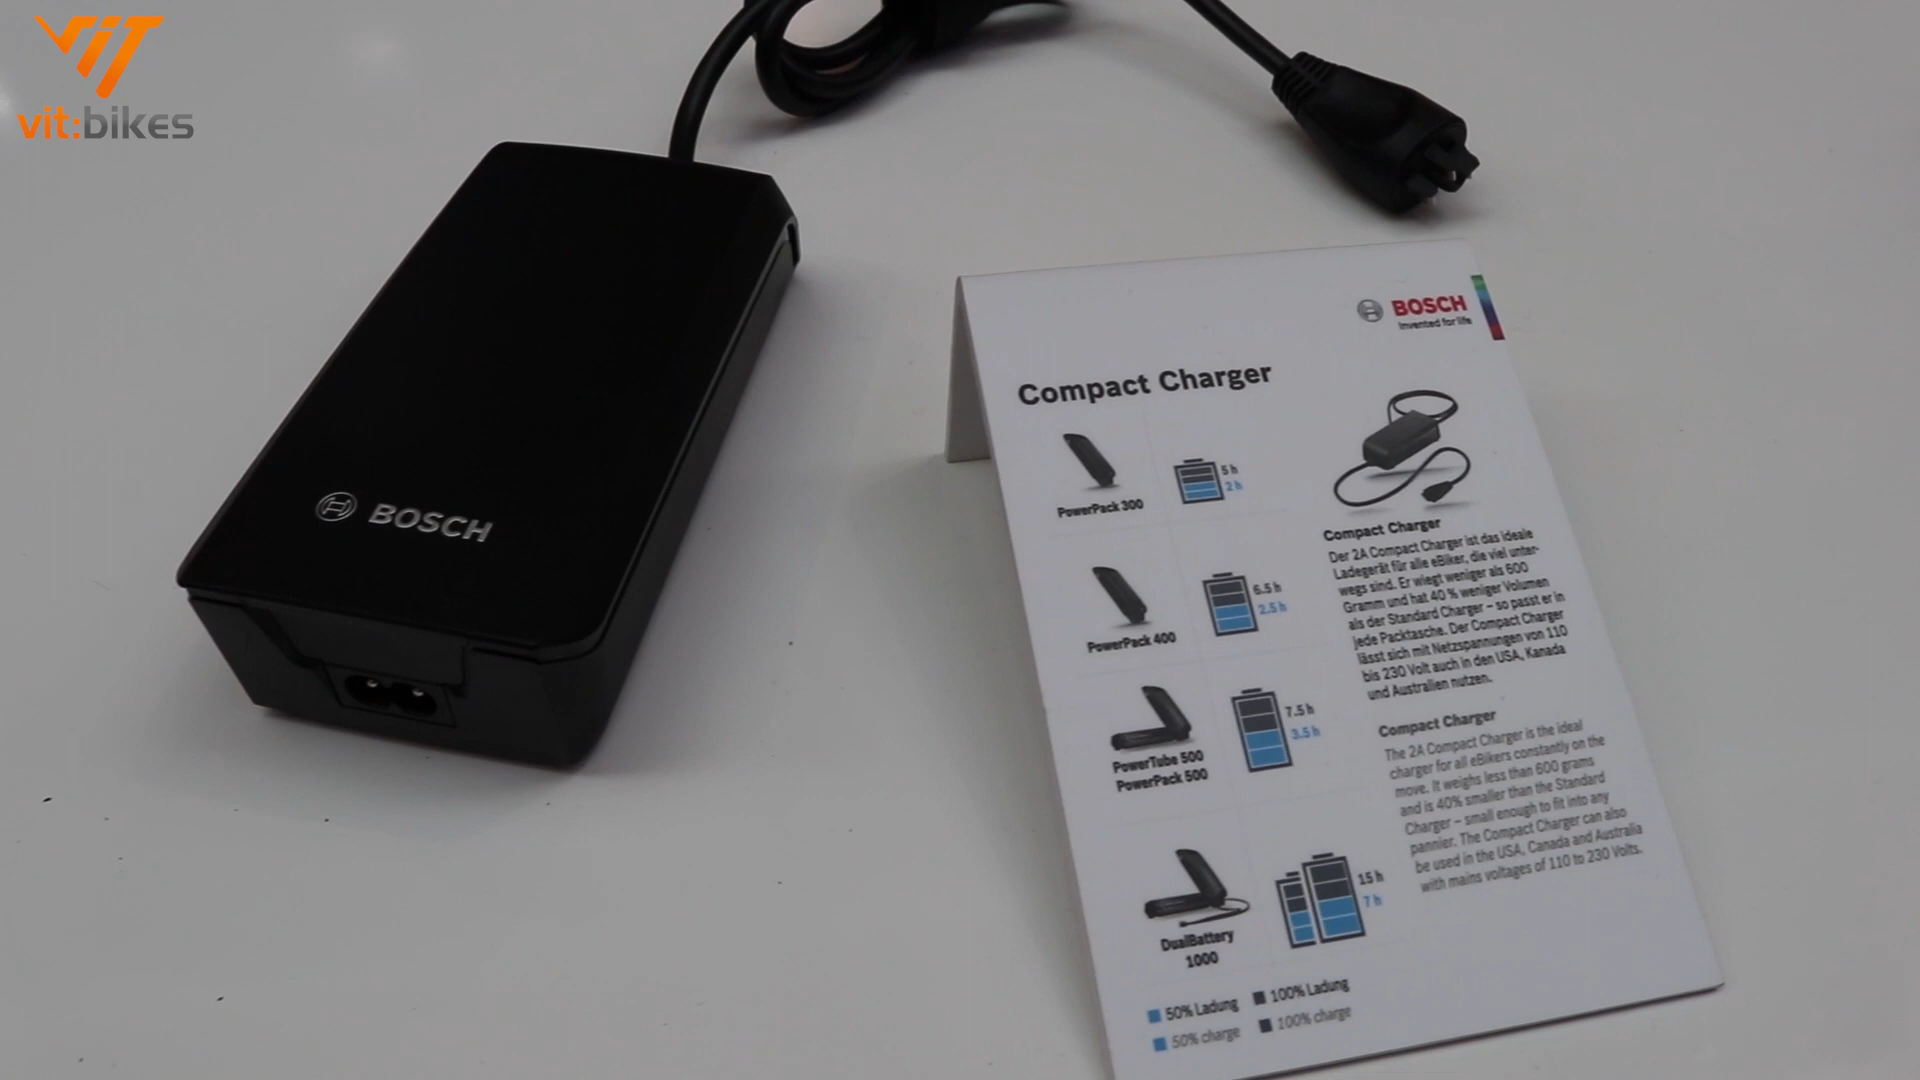 VIT
vit:bikes
BOSCH
BOSCH
Invented for life
Compact Charger
PowerPack 300
5 h
2 h
PowerPack 400
6.5 h
2.5 h
PowerTube 500
PowerPack 500
7.5 h
3.5 h
DualBattery
1000
15 h
7 h
50% Ladung
100% Ladung
50% charge
100% charge
Compact Charger
Der 2A Compact Charger ist das ideale
Ladegerät für alle eBiker, die viel unter-
wegs sind. Er wiegt weniger als 600
Gramm und hat 40 % weniger Volumen
als der Standard Charger – so passt er in
jede Packtasche. Der Compact Charger
lässt sich mit Netzspannungen von 110
bis 230 Volt auch in den USA, Kanada
und Australien nutzen.
Compact Charger
The 2A Compact Charger is the ideal
charger for all eBikers constantly on the
move. It weighs less than 600 grams
and is 40% smaller than the Standard
Charger – small enough to fit into any
pannier. The Compact Charger can also
be used in the USA, Canada and Australia
with mains voltages of 110 to 230 Volts.